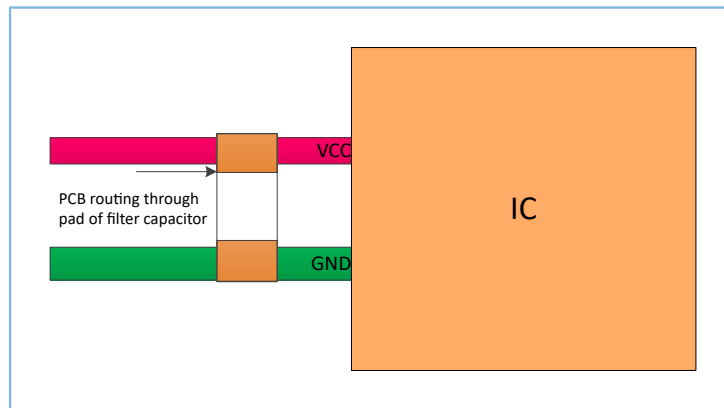 VCC
PCB routing through
pad of filter capacitor
IC
GND